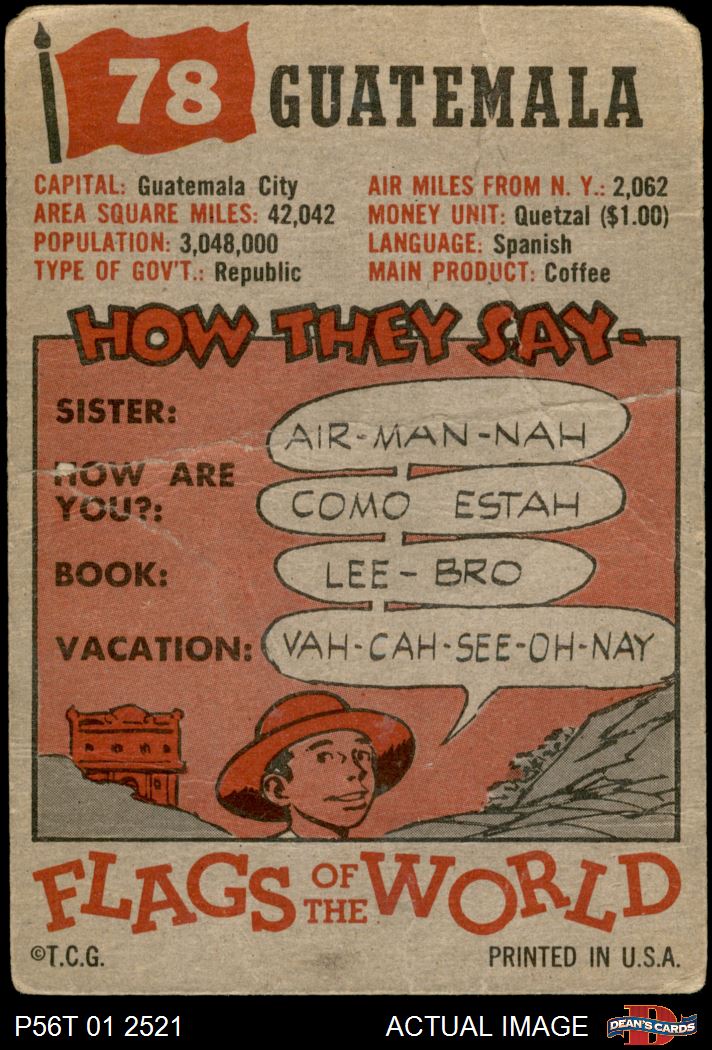 78 GUATEMALA
CAPITAL: Guatemala City
AREA SQUARE MILES: 42,042
POPULATION: 3,048,000
TYPE OF GOV'T.: Republic
AIR MILES FROM N. Y.: 2,062
MONEY UNIT: Quetzal ($1.00)
LANGUAGE: Spanish
MAIN PRODUCT: Coffee
HOW THEY SAY-
SISTER: AIR-MAN-NAH
HOW ARE
YOU?: COMO ESTAH
BOOK: LEE-BRO
VACATION: VAH-CAH-SEE-OH-NAY
FLAGS OF THE WORLD
©T.C.G. PRINTED IN U.S.A.
P56T 01 2521 ACTUAL IMAGE DEAN'S CARDS